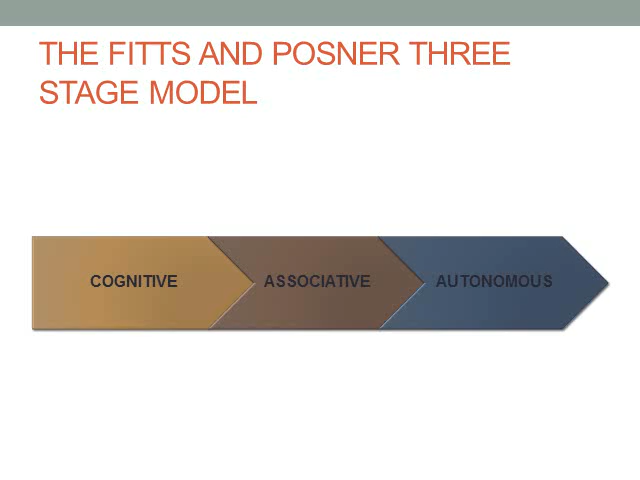 THE FITTS AND POSNER THREE
STAGE MODEL
COGNITIVE
ASSOCIATIVE
AUTONOMOUS